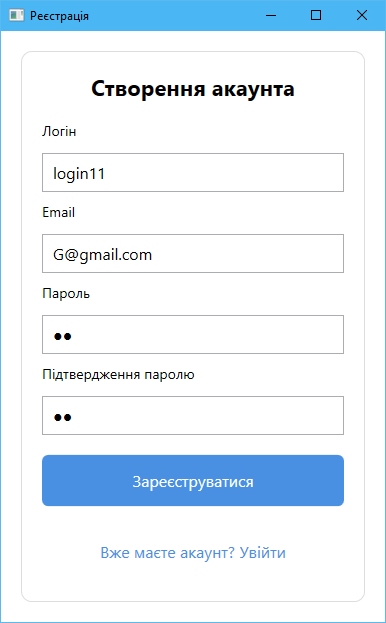 Реєстрація
Створення акаунта
Логін
login11
Email
G@gmail.com
Пароль
●●
Підтвердження паролю
●●
Зареєструватися
Вже маєте акаунт? Увійти